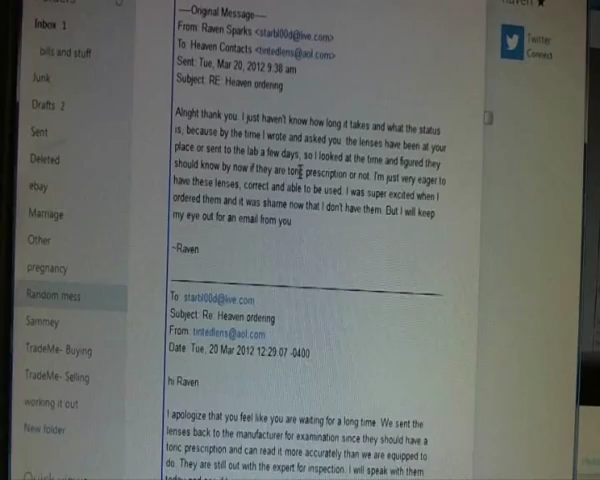 -----Original Message-----
From: Raven Sparks <starbl00d@live.com>
To: Heaven Contacts <tintedlens@aol.com>
Sent: Tue, Mar 20, 2012 9:38 am
Subject: RE: Heaven ordering
Alright thank you. I just haven't know how long it takes and what the status
is, because by the time I wrote and asked you the lenses have been at your
place or sent to the lab a few days, so I looked at the time and figured they
should know by now if they are toric prescription or not. I'm just very eager to
have these lenses, correct and able to be used. I was super excited when I
ordered them and it was shame now that I don't have them. But I will keep
my eye out for an email from you
~Raven
To: starbl00d@live.com
Subject: Re: Heaven ordering
From: tintedlens@aol.com
Date: Tue, 20 Mar 2012 12:29:07 -0400
hi Raven
I apologize that you feel like you are waiting for a long time. We sent the
lenses back to the manufacturer for examination since they should have a
toric prescription and can read it more accurately than we are equipped to
do. They are still out with the expert for inspection. I will speak with them
Inbox 1
bills and stuff
Junk
Drafts 2
Sent
Deleted
ebay
Marriage
Other
pregnancy
Random mess
Sammey
TradeMe- Buying
TradeMe- Selling
working it out
New folder
Twitter
Connect